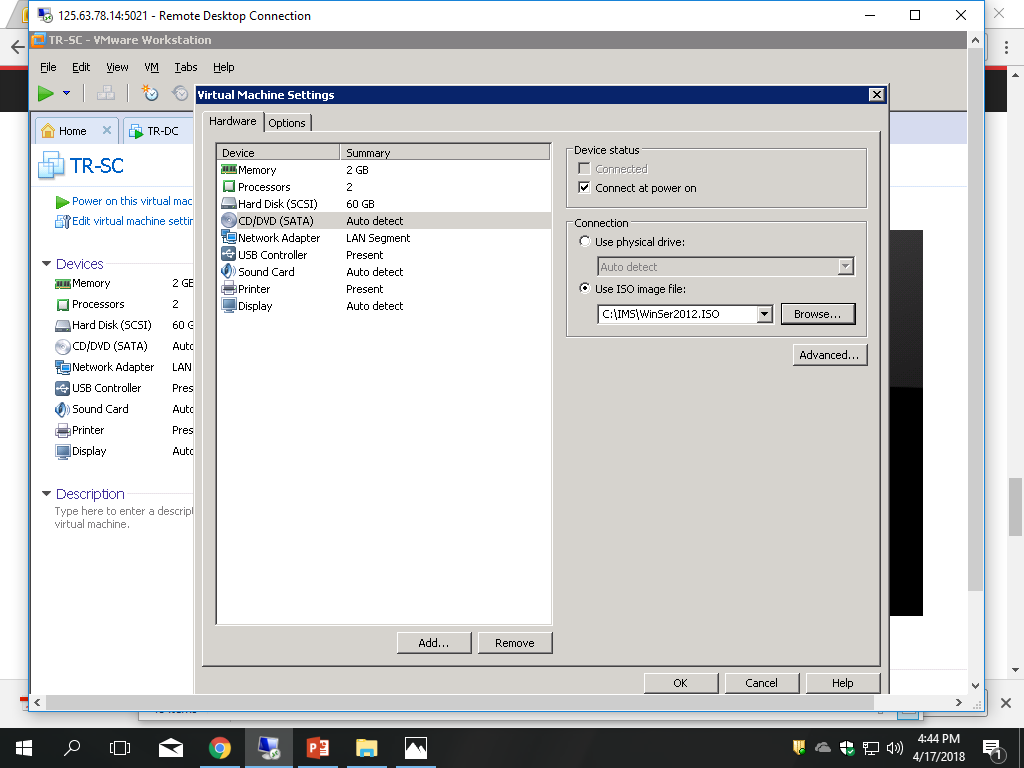 125.63.78.14:5021 - Remote Desktop Connection
TR-SC - VMware Workstation
File Edit View VM Tabs Help
Virtual Machine Settings
Home
TR-DC
Hardware Options
TR-SC
Power on this virtual mac
Edit virtual machine settin
Devices
Memory 2 GE
Processors 2
Hard Disk (SCSI) 60 G
CD/DVD (SATA) Auto
Network Adapter LAN
USB Controller Pres
Sound Card Auto
Printer Pres
Display Auto
Description
Type here to enter a descript
virtual machine.
Device Summary
Memory 2 GB
Processors 2
Hard Disk (SCSI) 60 GB
CD/DVD (SATA) Auto detect
Network Adapter LAN Segment
USB Controller Present
Sound Card Auto detect
Printer Present
Display Auto detect
Add... Remove
Device status
Connected
Connect at power on
Connection
Use physical drive:
Auto detect
Use ISO image file:
C:\IMS\WinSer2012.ISO Browse...
Advanced...
OK Cancel Help
4:44 PM
4/17/2018
1